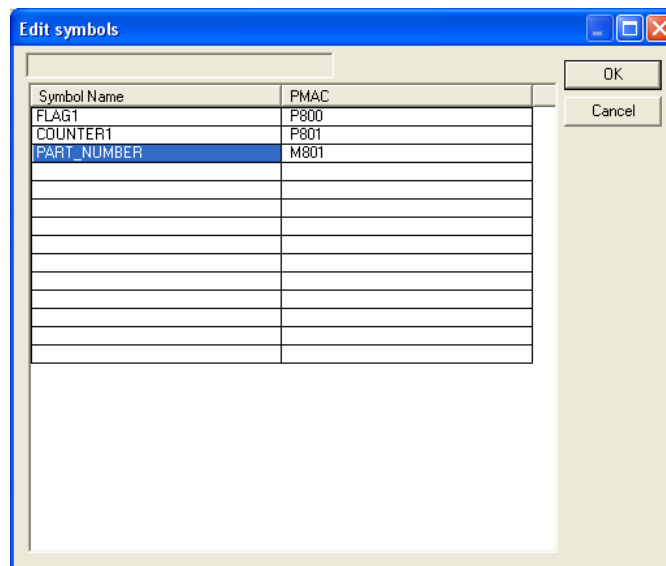 Edit symbols
OK
Cancel
Symbol Name PMAC
FLAG1 P800
COUNTER1 P801
PART_NUMBER M801